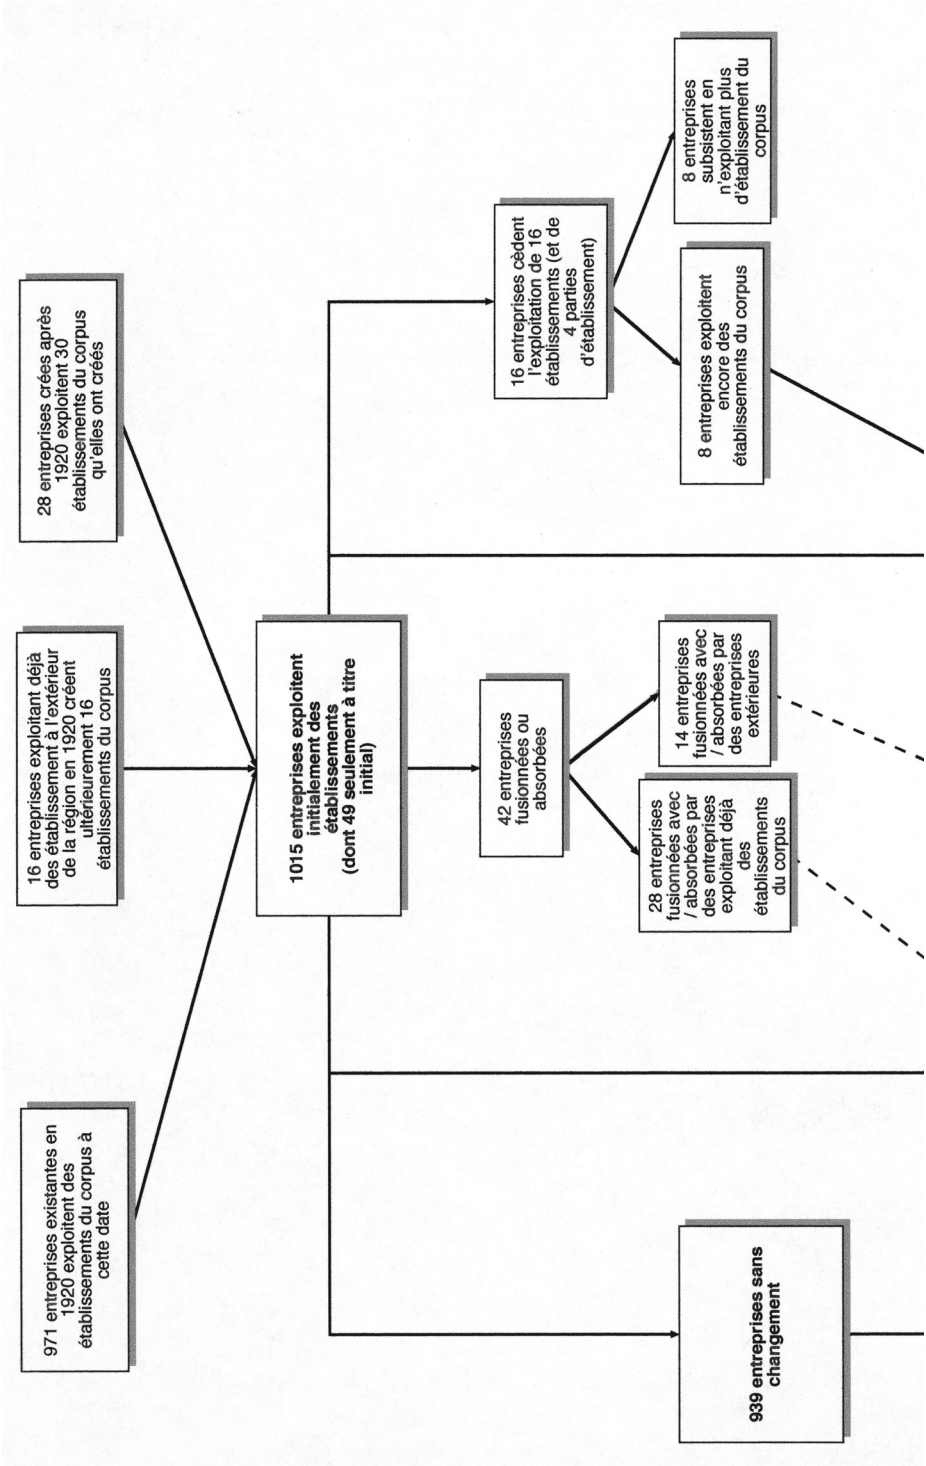 971 entreprises existantes en
1920 exploitent des
établissements du corpus à
cette date
16 entreprises exploitant déjà
des établissement à l'extérieur
de la région en 1920 créent
ultérieurement 16
établissements du corpus
28 entreprises crées après
1920 exploitent 30
établissements du corpus
qu'elles ont créés
1015 entreprises exploitent
initialement des
établissements
(dont 49 seulement à titre
initial)
939 entreprises sans
changement
42 entreprises
fusionnées ou
absorbées
28 entreprises
fusionnées avec
/ absorbées par
des entreprises
exploitant déjà
des
établissements
du corpus
14 entreprises
fusionnées avec
/ absorbées par
des entreprises
extérieures
16 entreprises cèdent
l'exploitation de 16
établissements (et de
4 parties
d'établissement)
8 entreprises exploitent
encore des
établissements du corpus
8 entreprises
subsistent en
n'exploitant plus
d'établissement du
corpus